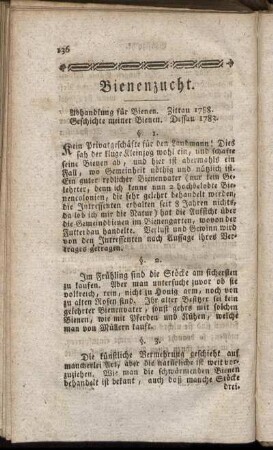 136
Bienenzucht.
Abhandlung für Bienen. Zittau 1788.
Geschichte meiner Bienen. Dessau 1783.
§ 1.
Kein Privatgeschäfte für den Landmann! Dies
sah der kluge Kleinjog wohl ein, und schafte
seine Bienen ab, und hier ist abermahls ein
Fall, wo Gemeinheit nöthig und nützlich ist.
Ein guter redlicher Bienenvater (nur kein Ge-
lehrter, denn ich kenne nun 2 hochbelobte Bie-
nencolonien, die sehr gelehrt behandelt werden,
die Intressenten erhalten seit 8 Jahren nichts,
da lob ich mir die Natur) hat die Aufsicht über
die Gemeindbienen im Bienengarten, wovon der
Futterbau handelte. Verlust und Gewinn wird
von den Intressenten nach Aussage ihres Ver-
trages getragen.
§ 2.
Im Frühling sind die Stöcke am sichersten
zu kaufen. Aber man untersuche zuvor ob sie
volkreich, rein, nicht zu Honig arm, noch von
zu alten Rosen sind. Ihr alter Besitzer sei kein
gelehrter Bienenvater, sonst gehts mit solchen
Bienen, wie mit Pferden und Kühen, welche
man von Müllern kauft.
§ 3.
Die künstliche Vermehrung geschieht auf
mancherlei Art, aber die natürliche ist weit vor-
zuziehen. Wie man die schwärmenden Bienen
behandelt ist bekant, auch daß manche Stöcke
drei,